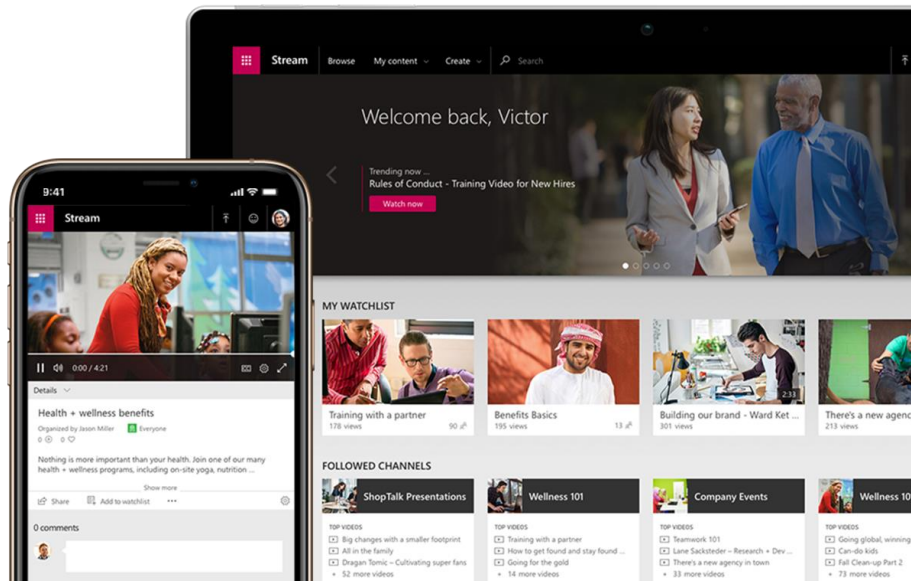 Stream
Browse
My content
Create
Search
Welcome back, Victor
Trending now ...
Rules of Conduct - Training Video for New Hires
Watch now
MY WATCHLIST
Training with a partner
178 views
90
Benefits Basics
195 views
13
2:33
Building our brand - Ward Ket ...
301 views
There's a new agenc
213 views
FOLLOWED CHANNELS
ShopTalk Presentations
TOP VIDEOS
Big changes with a smaller footprint
All in the family
Dragan Tomic – Cultivating super fans
+ 52 more videos
Wellness 101
TOP VIDEOS
Training with a partner
How to get found and stay found ...
Going for the gold
+ 14 more videos
Company Events
TOP VIDEOS
Teamwork 101
Lane Sacksteder – Research + Dev ...
There's a new agency in town
+ 33 more videos
Wellness 10
TOP VIDEOS
Going global, winning
Can-do kids
Fall Clean-up Part 2
+ 73 more videos
9:41
Stream
0:00 / 4:21
CC
Details
Health + wellness benefits
Organized by Jason Miller
Everyone
0
0
Nothing is more important than your health. Join one of our many
health + wellness programs, including on-site yoga, nutrition ...
Show more
Share
Add to watchlist
0 comments